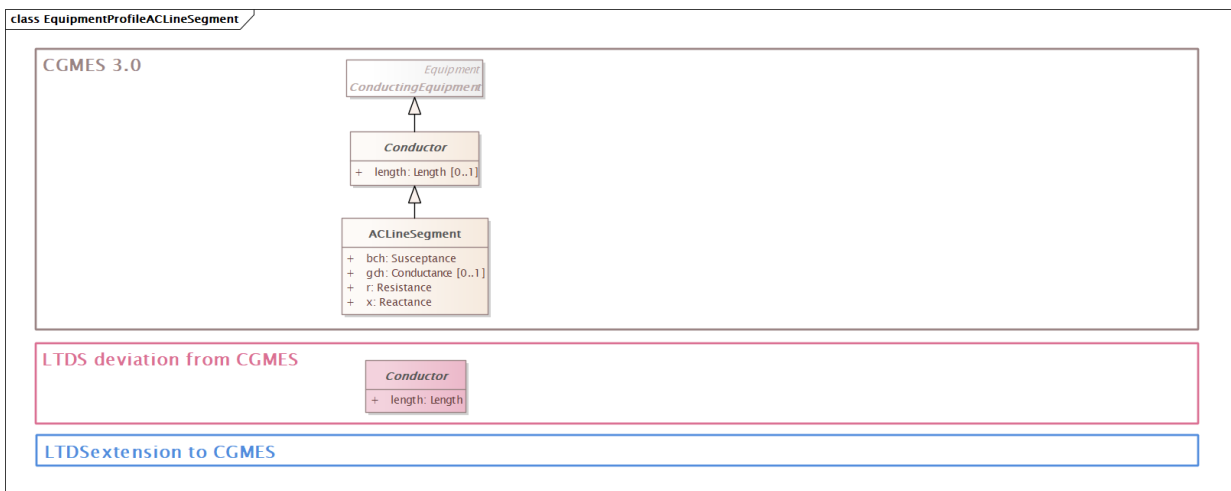 class EquipmentProfileACLineSegment
CGMES 3.0
Equipment
ConductingEquipment
Conductor
+ length: Length [0..1]
ACLineSegment
+ bch: Susceptance
+ gch: Conductance [0..1]
+ r: Resistance
+ x: Reactance
LTDS deviation from CGMES
Conductor
+ length: Length
LTDSextension to CGMES